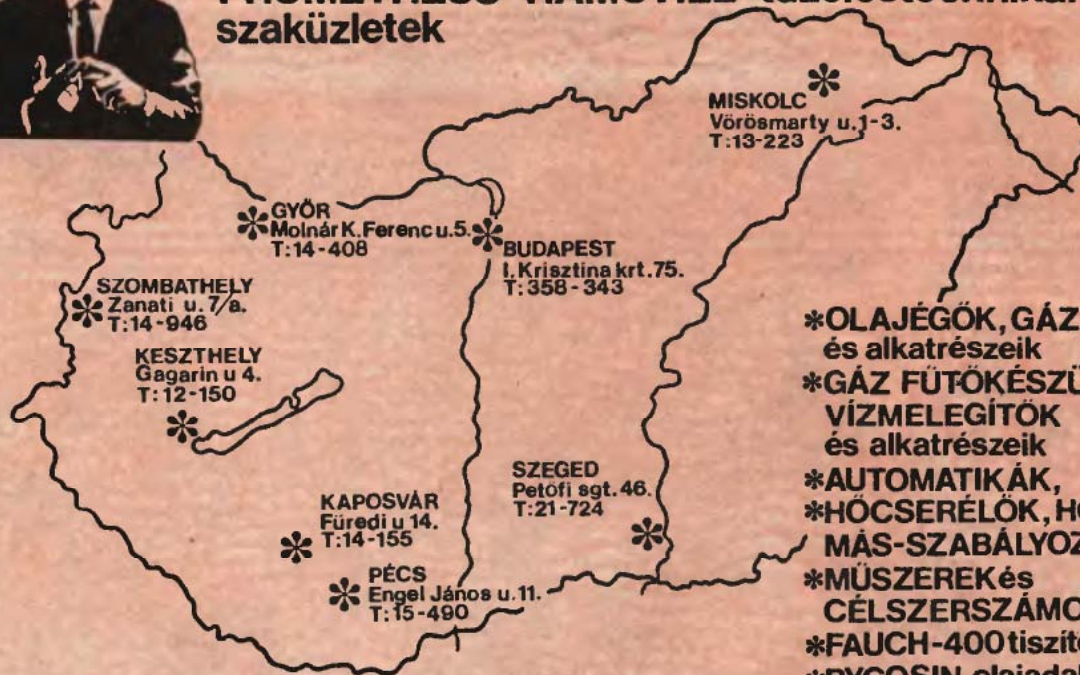 szaküzletek
MISKOLC
Vörösmarty u.1-3.
T:13-223
GYŐR
Molnár K.Ferenc u.5.
T:14-408
BUDAPEST
I. Krisztina krt.75.
T:358-343
SZOMBATHELY
Zanati u. 7/a.
T:14-946
KESZTHELY
Gagarin u 4.
T:12-150
SZEGED
Petőfi sgt.46.
T:21-724
KAPOSVÁR
Füredi u 14.
T:14-155
PÉCS
Engel János u.11.
T:15-490
*OLAJÉGŐK, GÁZ
és alkatrészeik
*GÁZ FŰTŐKÉSZÜ
VÍZMELEGÍTŐK
és alkatrészeik
*AUTOMATIKÁK,
*HŐCSERÉLŐK, HŐ
MÁS-SZABÁLYOZ
*MŰSZEREK és
CÉLSZERSZÁMO
*FAUCH-400 tiszító